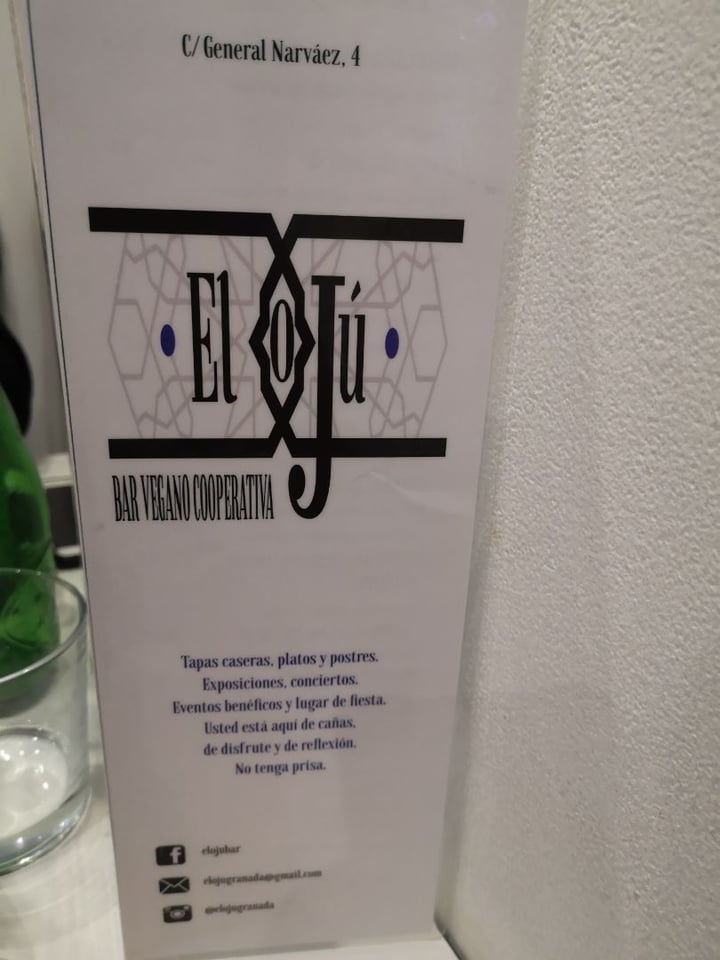 C/ General Narváez, 4
El oJú
BAR VEGANO COOPERATIVA
Tapas caseras, platos y postres.
Exposiciones, conciertos.
Eventos benéficos y lugar de fiesta.
Usted está aquí de cañas,
de disfrute y de reflexión.
No tenga prisa.
elojubar
elojugranada@gmail.com
@elojugranada